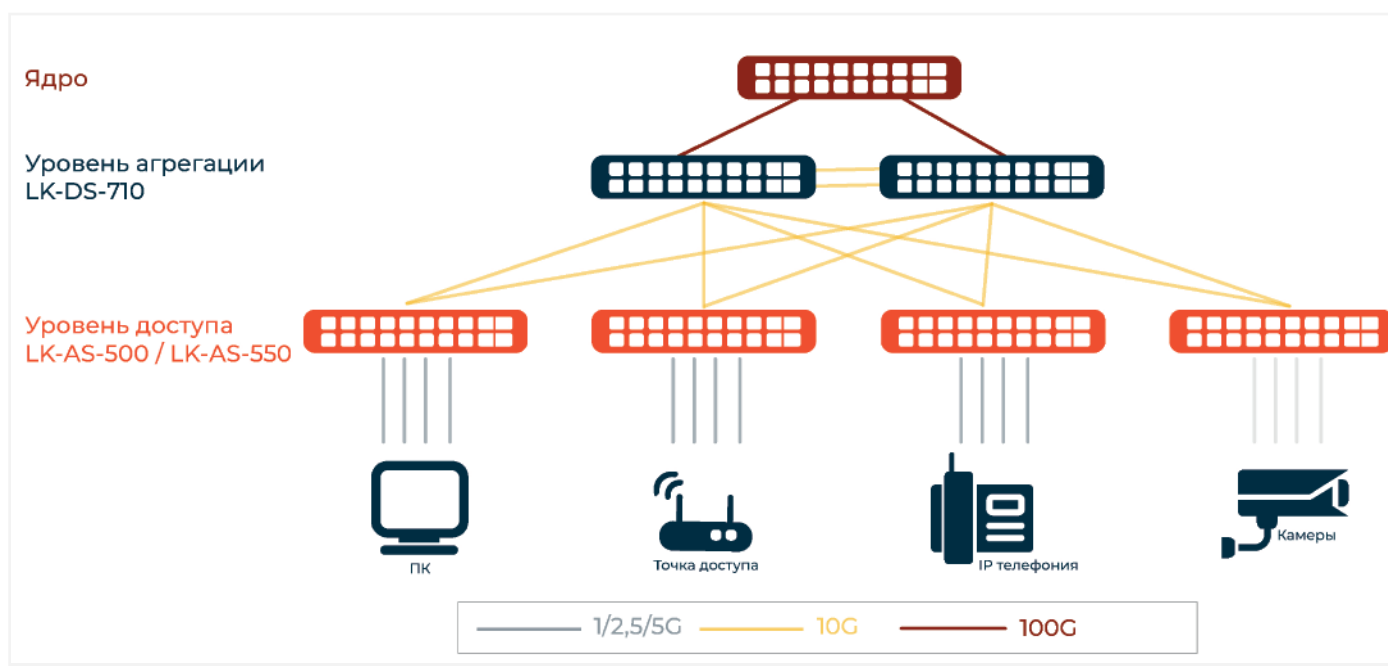 Ядро
Уровень агрегации
LK-DS-710
Уровень доступа
LK-AS-500 / LK-AS-550
ПК
Точка доступа
IP телефония
Камеры
1/2,5/5G
10G
100G